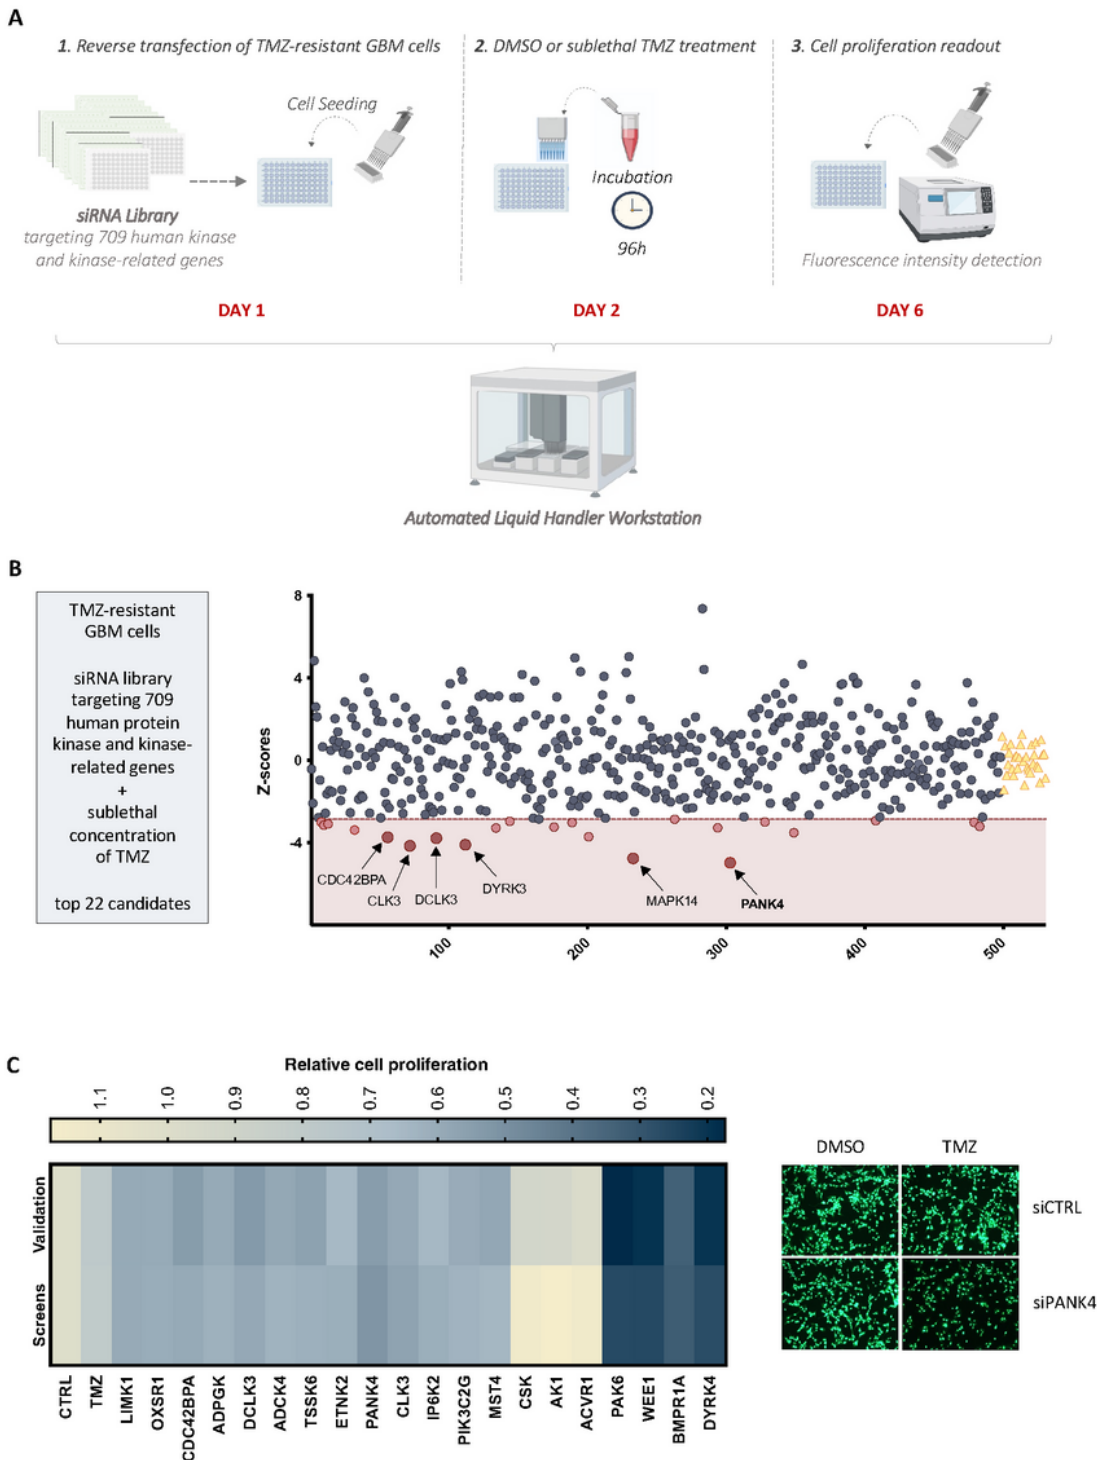 A
1. Reverse transfection of TMZ-resistant GBM cells
2. DMSO or sublethal TMZ treatment
3. Cell proliferation readout
Cell Seeding
siRNA Library
targeting 709 human kinase
and kinase-related genes
Incubation
96h
Fluorescence intensity detection
DAY 1
DAY 2
DAY 6
Automated Liquid Handler Workstation
B
TMZ-resistant
GBM cells
siRNA library
targeting 709
human protein
kinase and kinase-
related genes
+
sublethal
concentration
of TMZ
top 22 candidates
Z-scores
8
4
0
-4
CDC42BPA
CLK3
DCLK3
DYRK3
MAPK14
PANK4
100
200
300
400
500
C
Relative cell proliferation
1.1
1.0
0.9
0.8
0.7
0.6
0.5
0.4
0.3
0.2
Validation
Screens
CTRL
TMZ
LIMK1
OXSR1
CDC42BPA
ADPGK
DCLK3
ADCK4
TSSK6
ETNK2
PANK4
CLK3
IP6K2
PIK3C2G
MST4
CSK
AK1
ACVR1
PAK6
WEE1
BMPR1A
DYRK4
DMSO
TMZ
siCTRL
siPANK4